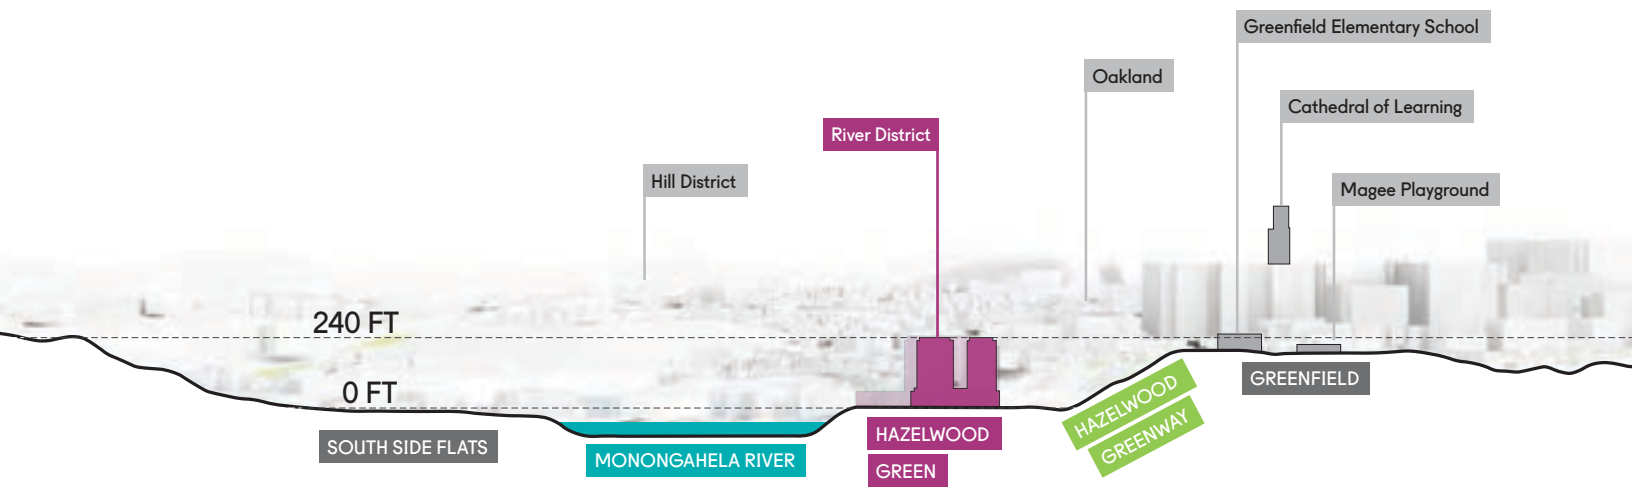 Greenfield Elementary School
Oakland
Cathedral of Learning
River District
Hill District
Magee Playground
240 FT
0 FT
SOUTH SIDE FLATS
MONONGAHELA RIVER
HAZELWOOD
GREEN
HAZELWOOD
GREENWAY
GREENFIELD